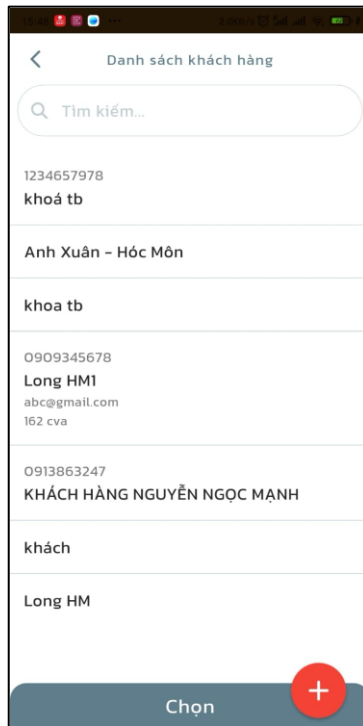 Danh sách khách hàng
Tìm kiếm...
1234657978
khoá tb
Anh Xuân - Hóc Môn
khoa tb
0909345678
Long HM1
abc@gmail.com
162 cva
0913863247
KHÁCH HÀNG NGUYỄN NGỌC MẠNH
khách
Long HM
Chọn